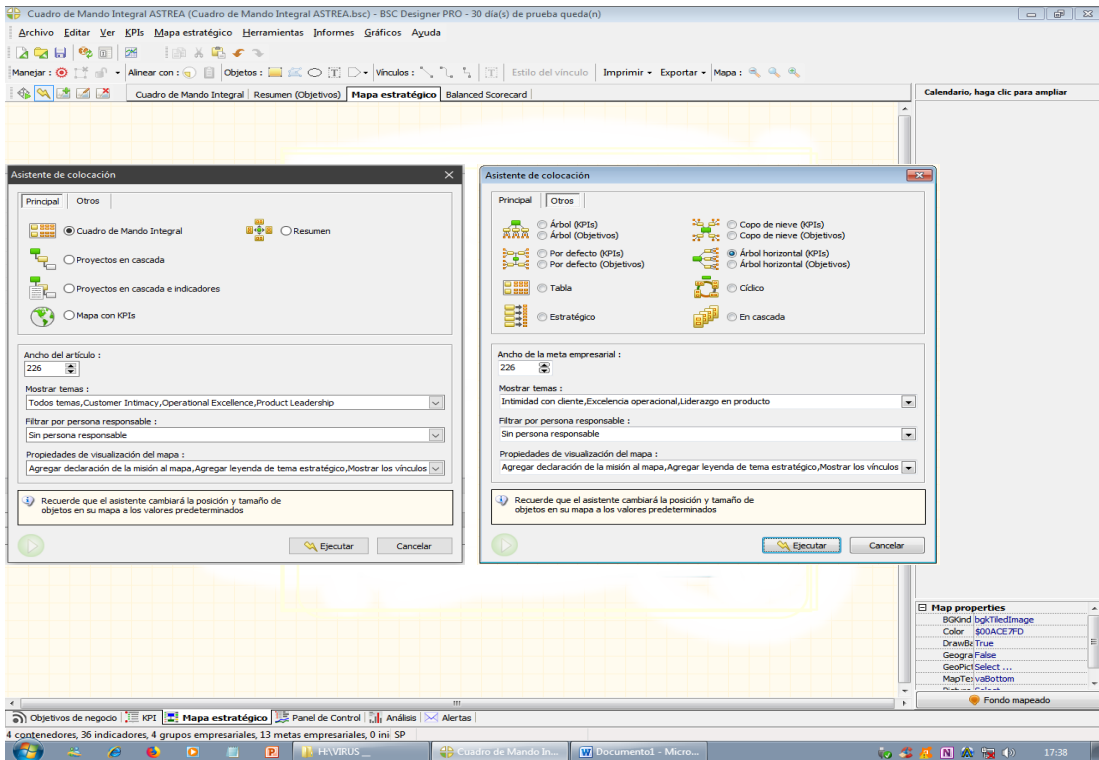 Cuadro de Mando Integral ASTREA (Cuadro de Mando Integral ASTREA.bsc) - BSC Designer PRO - 30 día(s) de prueba queda(n)
Archivo Editar Ver KPIs Mapa estratégico Herramientas Informes Gráficos Ayuda
Manejar : Alinear con : Objetos : Vínculos : Estilo del vínculo Imprimir Exportar Mapa :
Cuadro de Mando Integral Resumen (Objetivos) Mapa estratégico Balanced Scorecard
Calendario, haga clic para ampliar
Asistente de colocación
Principal Otros
Cuadro de Mando Integral Resumen
Proyectos en cascada
Proyectos en cascada e indicadores
Mapa con KPIs
Ancho del artículo :
226
Mostrar temas :
Todos temas,Customer Intimacy,Operational Excellence,Product Leadership
Filtrar por persona responsable :
Sin persona responsable
Propiedades de visualización del mapa :
Agregar declaración de la misión al mapa,Agregar leyenda de tema estratégico,Mostrar los vínculos
Recuerde que el asistente cambiará la posición y tamaño de
objetos en su mapa a los valores predeterminados
Ejecutar Cancelar
Asistente de colocación
Principal Otros
Árbol (KPIs) Copo de nieve (KPIs)
Árbol (Objetivos) Copo de nieve (Objetivos)
Por defecto (KPIs) Árbol horizontal (KPIs)
Por defecto (Objetivos) Árbol horizontal (Objetivos)
Tabla Cíclico
Estratégico En cascada
Ancho de la meta empresarial :
226
Mostrar temas :
Intimidad con cliente,Excelencia operacional,Liderazgo en producto
Filtrar por persona responsable :
Sin persona responsable
Propiedades de visualización del mapa :
Agregar declaración de la misión al mapa,Agregar leyenda de tema estratégico,Mostrar los vínculos
Recuerde que el asistente cambiará la posición y tamaño de
objetos en su mapa a los valores predeterminados
Ejecutar Cancelar
Map properties
BGKind bgkTiledImage
Color $00ACE7FD
DrawBa True
Geogra False
GeoPict Select ...
MapTex vaBottom
Fondo mapeado
Objetivos de negocio KPI Mapa estratégico Panel de Control Análisis Alertas
4 contenedores, 36 indicadores, 4 grupos empresariales, 13 metas empresariales, 0 ini SP
H:\VIRUS_ Cuadro de Mando In... Documento1 - Micro... 17:38